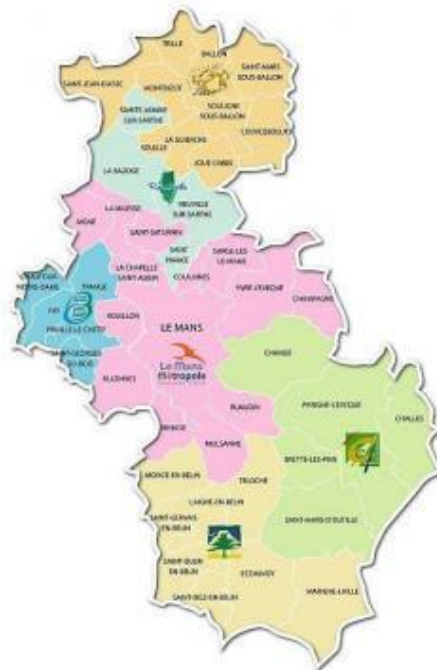 TEILLE
BALLON
SAINT-MARS
SOUS-BALLON
SAINT-JEAN-D'ASSE
MONTBIZOT
SOULIGNE
SOUS-BALLON
SAINTE-JAMME
SUR-SARTHE
COURCEBOEUFS
LA GUIERCHE
SOUILLE
JOUE-L'ABBE
LA BAZOGE
NEUVILLE
SUR-SARTHE
LA MILESSE
AIGNE
SAINT-SATURNIN
SAINT
PAVACE
SARGE-LES
LE-MANS
LA CHAPELLE
SAINT-AUBIN
COULAINES
YVRE-L'EVEQUE
CHAMPAGNE
TRANGE
FAY
ROUILLON
PRUILLE-LE-CHETIF
LE MANS
SAINT-GEORGES
DU-BOIS
Le Mans
Métropole
CHANGE
ALLONNES
PARIGNE-L'EVEQUE
CHALLES
RUAUDIN
MULSANNE
BRETTE-LES-PINS
MONCE-EN-BELIN
TELOCHE
LAIGNE-EN-BELIN
SAINT-GERVAIS
EN-BELIN
SAINT-MARS-D'OUTILLE
SAINT-OUEN
EN-BELIN
ECOMMOY
MARIGNE-LAILLE
SAINT-BIEZ-EN-BELIN